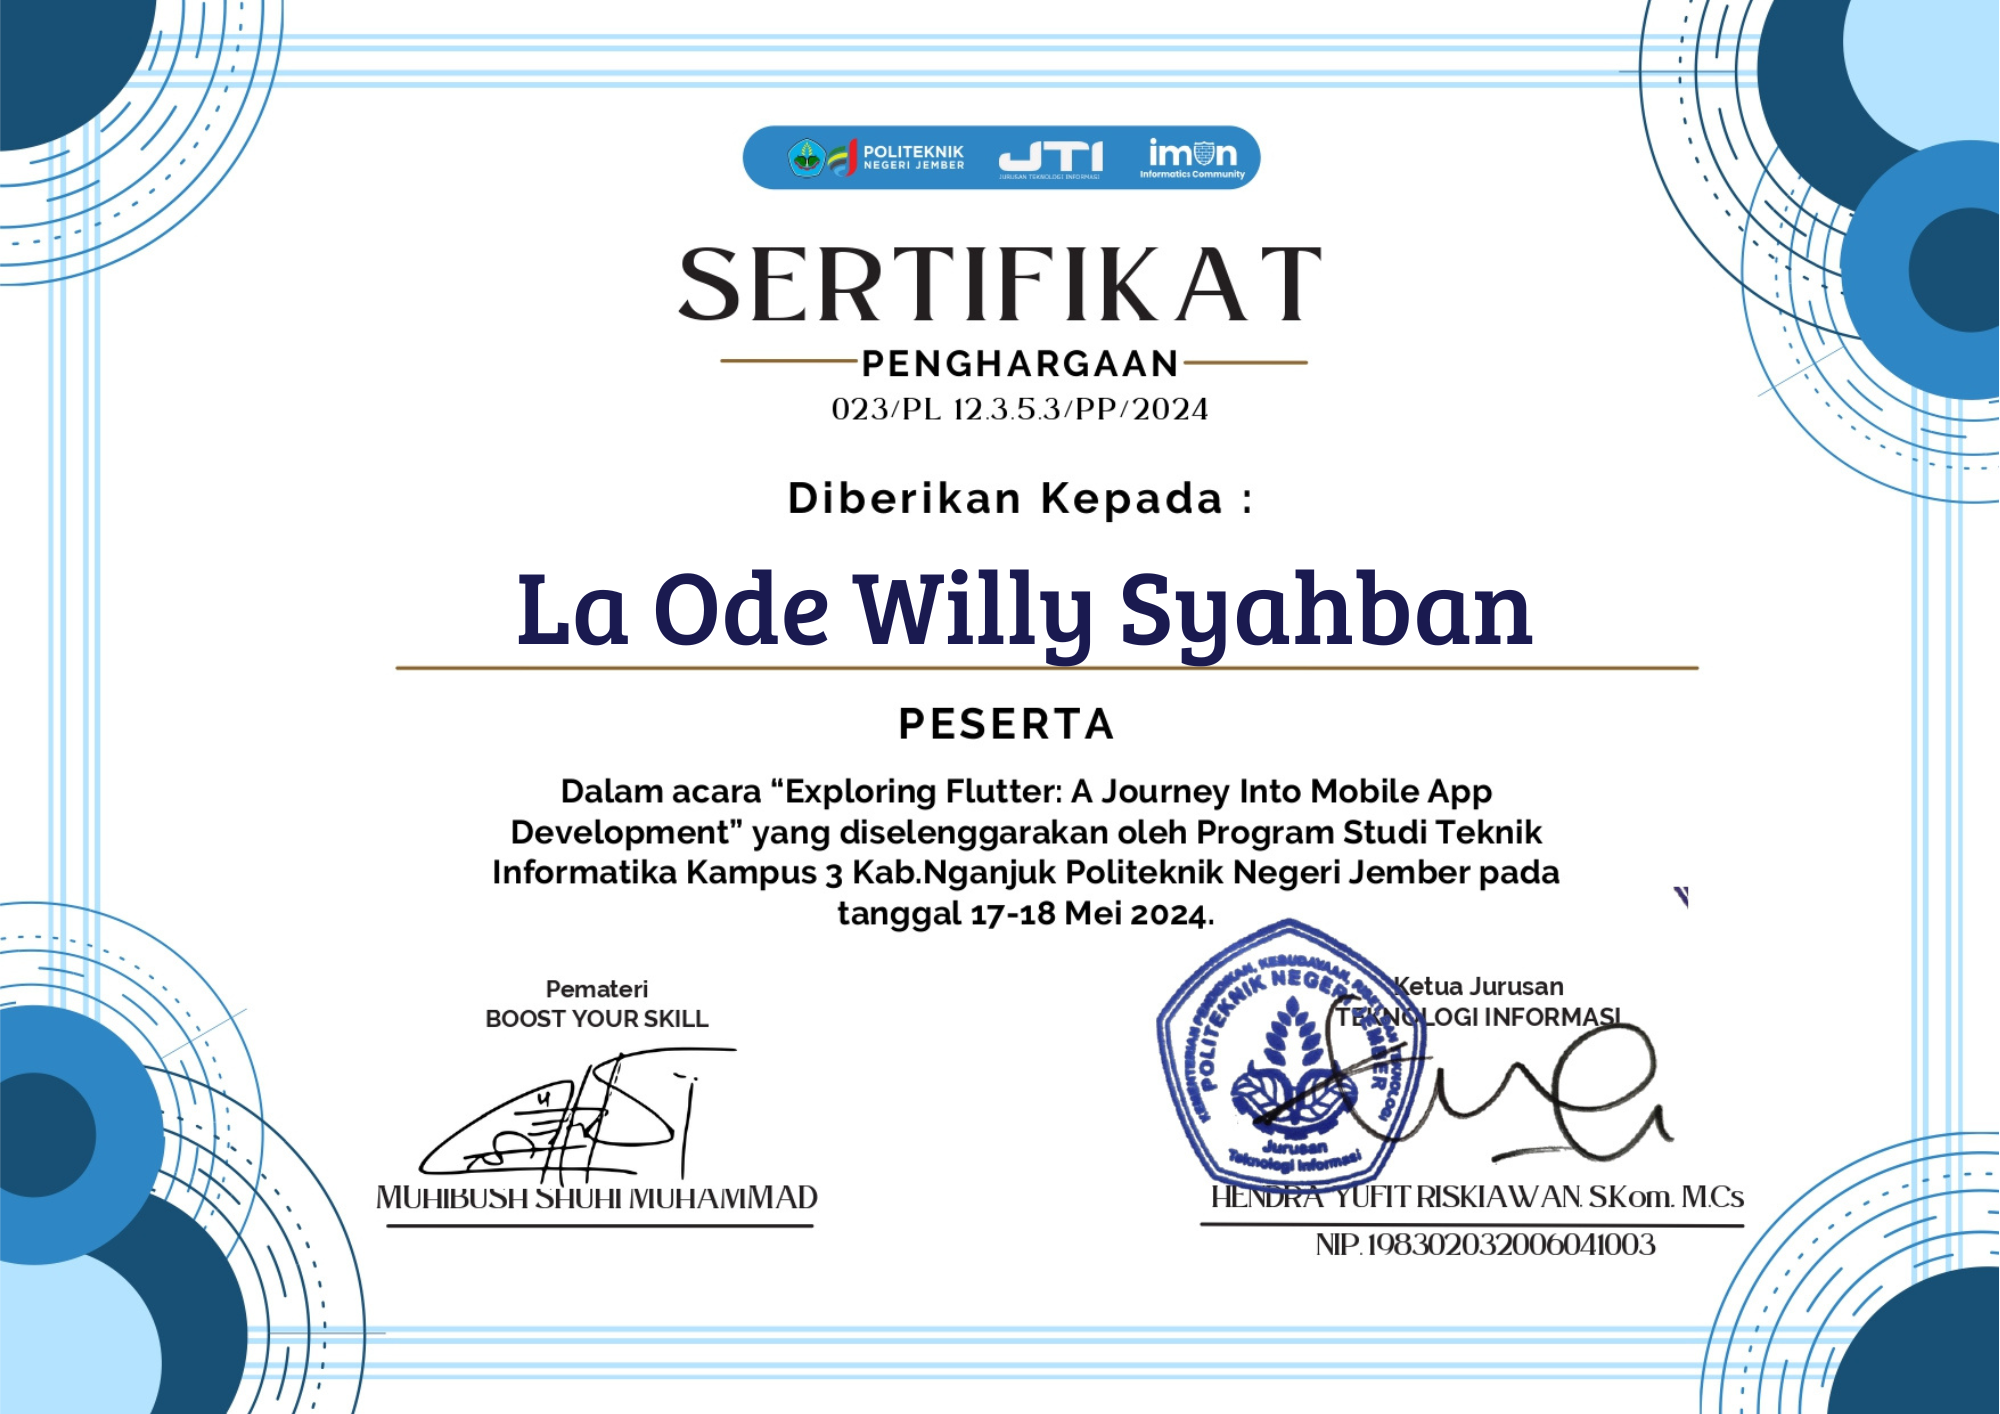 POLITEKNIK
NEGERI JEMBER
JTI
JURUSAN TEKNOLOGI INFORMASI
imon
Informatics Community
SERTIFIKAT
PENGHARGAAN
023/PL 12.3.5.3/PP/2024
Diberikan Kepada :
La Ode Willy Syahban
PESERTA
Dalam acara “Exploring Flutter: A Journey Into Mobile App
Development” yang diselenggarakan oleh Program Studi Teknik
Informatika Kampus 3 Kab.Nganjuk Politeknik Negeri Jember pada
tanggal 17-18 Mei 2024.
Pemateri
BOOST YOUR SKILL
MUHIBUSH SHUHI MUHAMMAD
Ketua Jurusan
TEKNOLOGI INFORMASI
KEMENTERIAN PENDIDIKAN, KEBUDAYAAN, RISET, DAN TEKNOLOGI
POLITEKNIK NEGERI JEMBER
Jurusan
Teknologi Informasi
HENDRA YUFIT RISKIAWAN. S.Kom. M.Cs
NIP. 198302032006041003